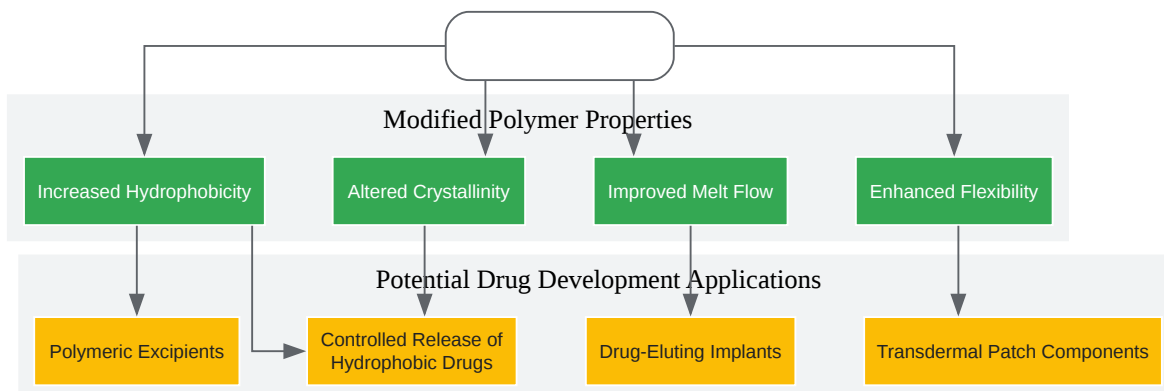 Modified Polymer Properties
Increased Hydrophobicity
Altered Crystallinity
Improved Melt Flow
Enhanced Flexibility
Potential Drug Development Applications
Polymeric Excipients
Controlled Release of
Hydrophobic Drugs
Drug-Eluting Implants
Transdermal Patch Components